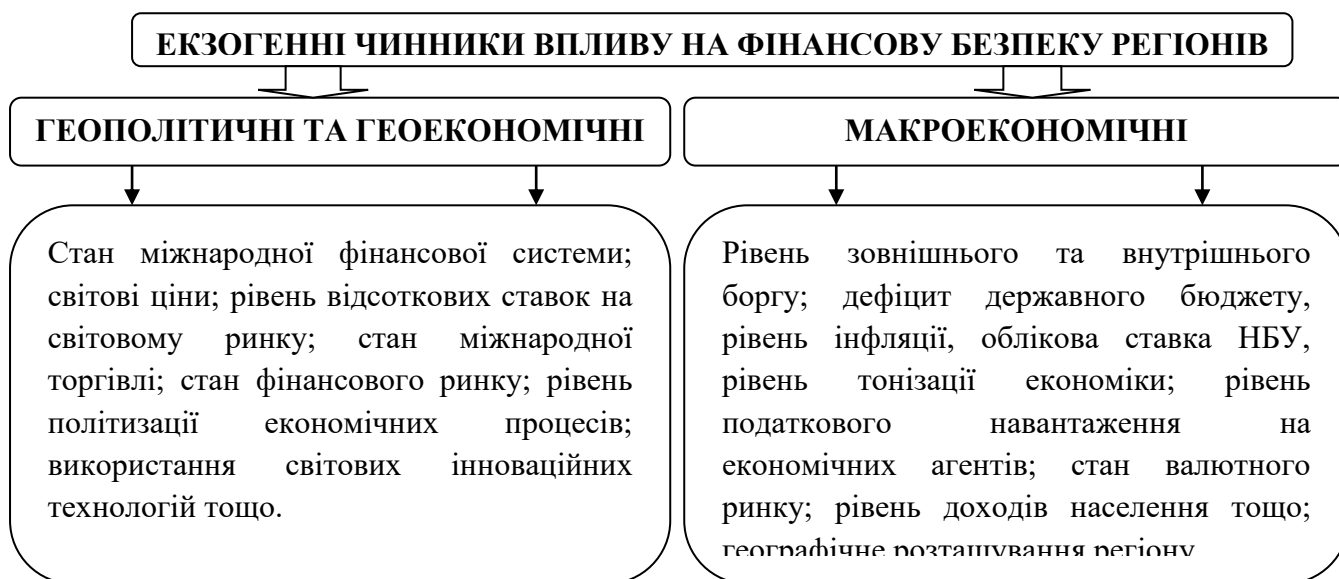 ЕКЗОГЕННІ ЧИННИКИ ВПЛИВУ НА ФІНАНСОВУ БЕЗПЕКУ РЕГІОНІВ
ГЕОПОЛІТИЧНІ ТА ГЕОЕКОНОМІЧНІ
Стан міжнародної фінансової системи;
світові ціни; рівень відсоткових ставок на
світовому ринку; стан міжнародної
торгівлі; стан фінансового ринку; рівень
політизації економічних процесів;
використання світових інноваційних
технологій тощо.
МАКРОЕКОНОМІЧНІ
Рівень зовнішнього та внутрішнього
боргу; дефіцит державного бюджету,
рівень інфляції, облікова ставка НБУ,
рівень тонізації економіки; рівень
податкового навантаження на
економічних агентів; стан валютного
ринку; рівень доходів населення тощо;
географічне розташування регіону